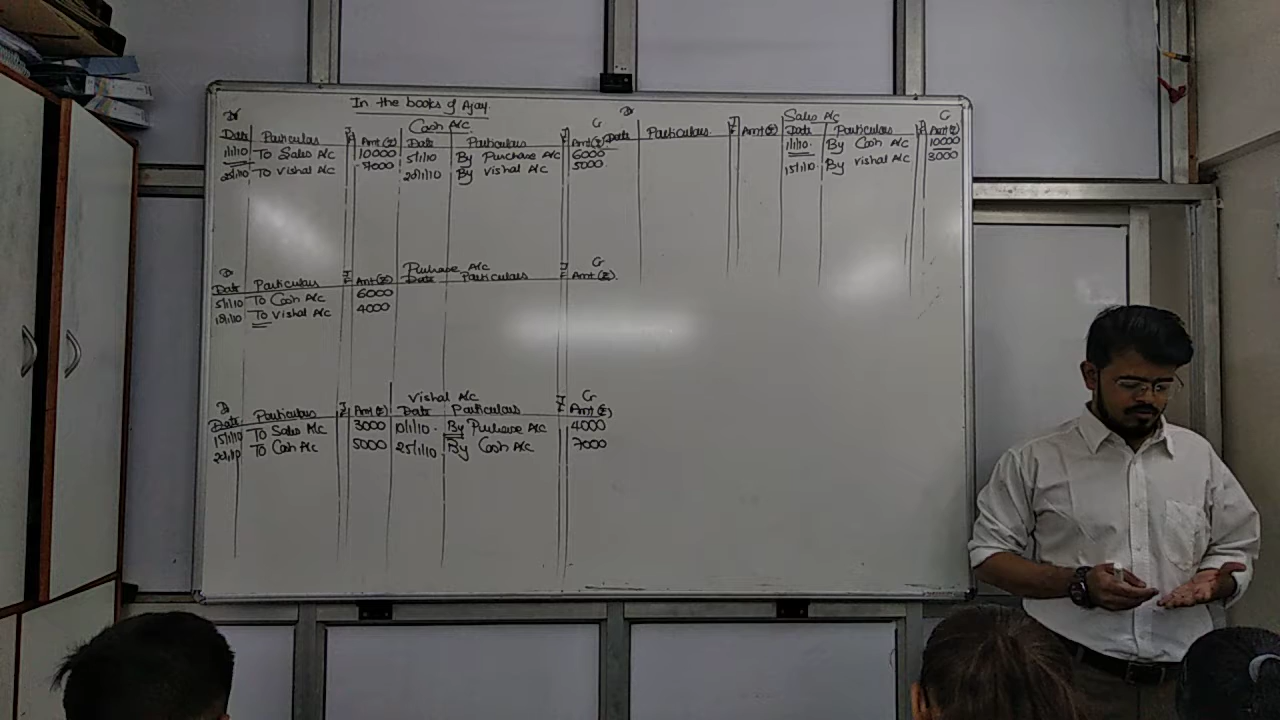 In the books of Ajay.
Dr Cash A/c Cr
Date Particulars J.F Amt(₹) Date Particulars J.F Amt(₹)
1/1/10 To Sales A/c 10000 5/1/10 By Purchase A/c 6000
25/1/10 To Vishal A/c 7000 20/1/10 By Vishal A/c 5000
Dr Sales A/c Cr
Date Particulars J.F Amt(₹) Date Particulars J.F Amt(₹)
1/1/10. By Cash A/c 10000
15/1/10 By Vishal A/c 3000
Dr Purchase A/c Cr
Date Particulars J.F Amt(₹) Date Particulars J.F Amt(₹)
5/1/10 To Cash A/c 6000
10/1/10 To Vishal A/c 4000
Dr Vishal A/c Cr
Date Particulars J.F Amt(₹) Date Particulars J.F Amt(₹)
15/1/10 To Sales A/c 3000 10/1/10. By Purchase A/c 4000
20/1/10 To Cash A/c 5000 25/1/10 By Cash A/c 7000